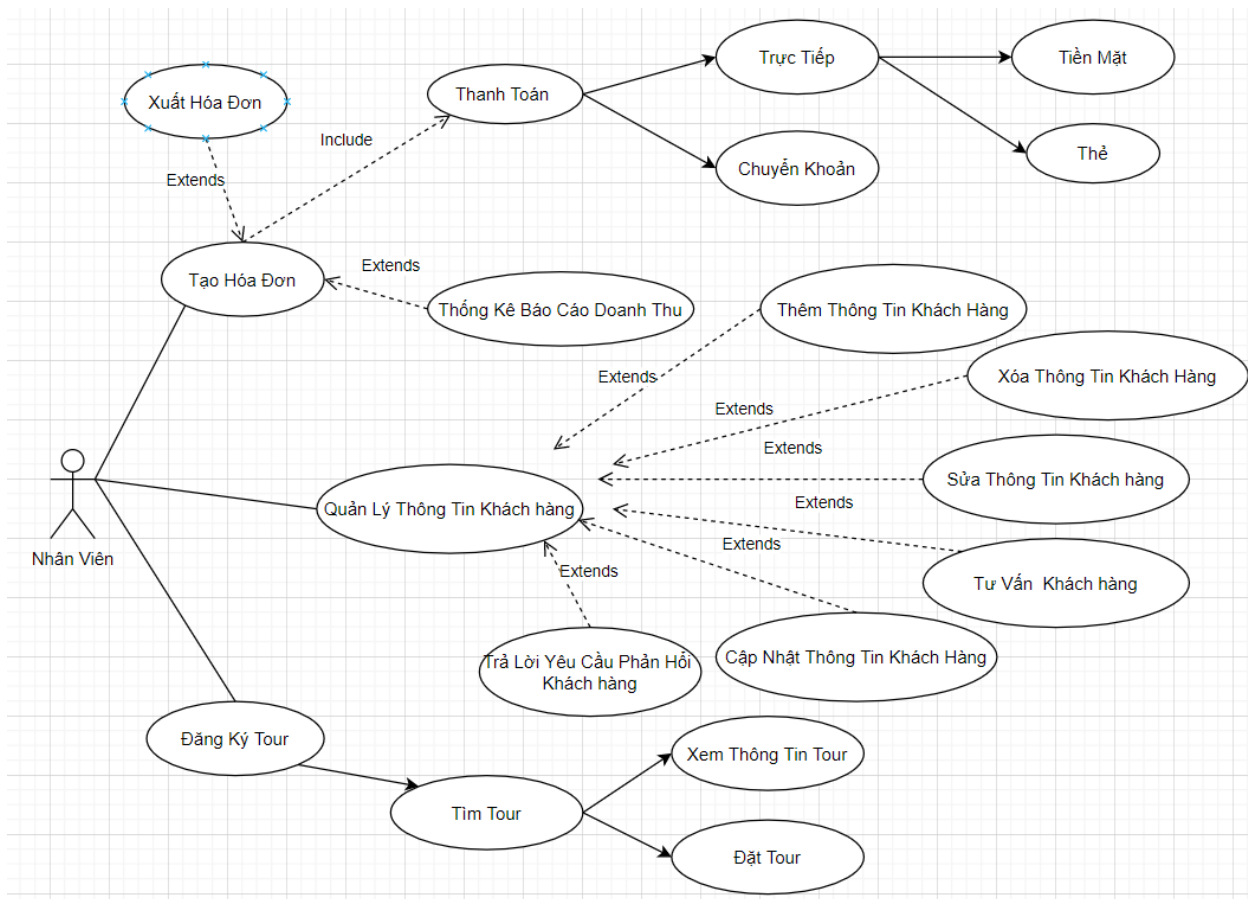 Trực Tiếp
Tiền Mặt
Xuất Hóa Đơn
Thanh Toán
Include
Thẻ
Chuyển Khoản
Extends
Tạo Hóa Đơn
Extends
Thống Kê Báo Cáo Doanh Thu
Thêm Thông Tin Khách Hàng
Extends
Xóa Thông Tin Khách Hàng
Extends
Extends
Sửa Thông Tin Khách hàng
Quản Lý Thông Tin Khách hàng
Extends
Extends
Nhân Viên
Extends
Tư Vấn Khách hàng
Trả Lời Yêu Cầu Phản Hồi
Khách hàng
Cập Nhật Thông Tin Khách Hàng
Đăng Ký Tour
Xem Thông Tin Tour
Tìm Tour
Đặt Tour